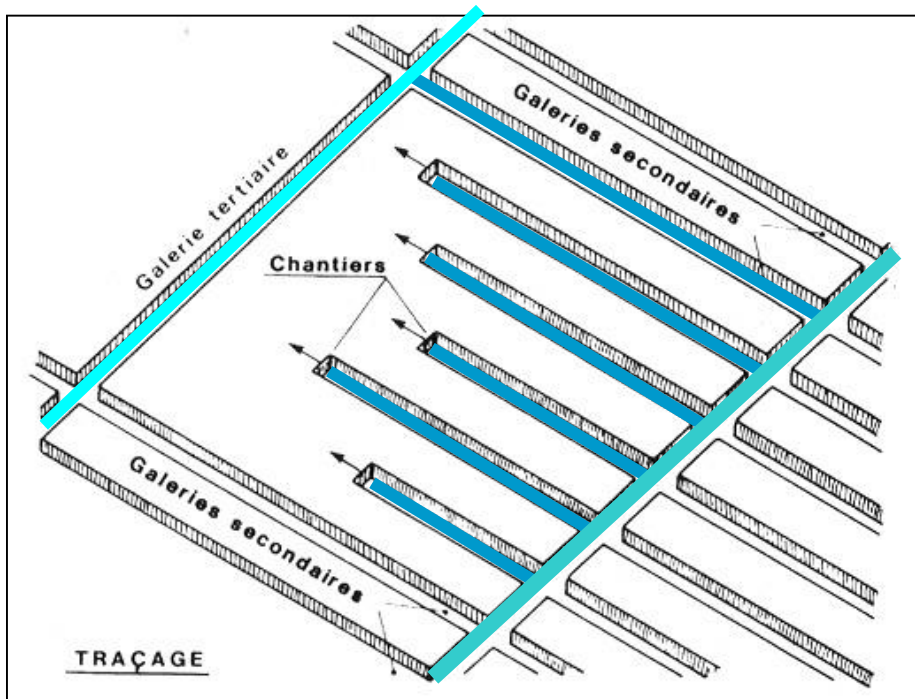 Galeries secondaires
Galerie tertiaire
Chantiers
Galeries secondaires
TRAÇAGE